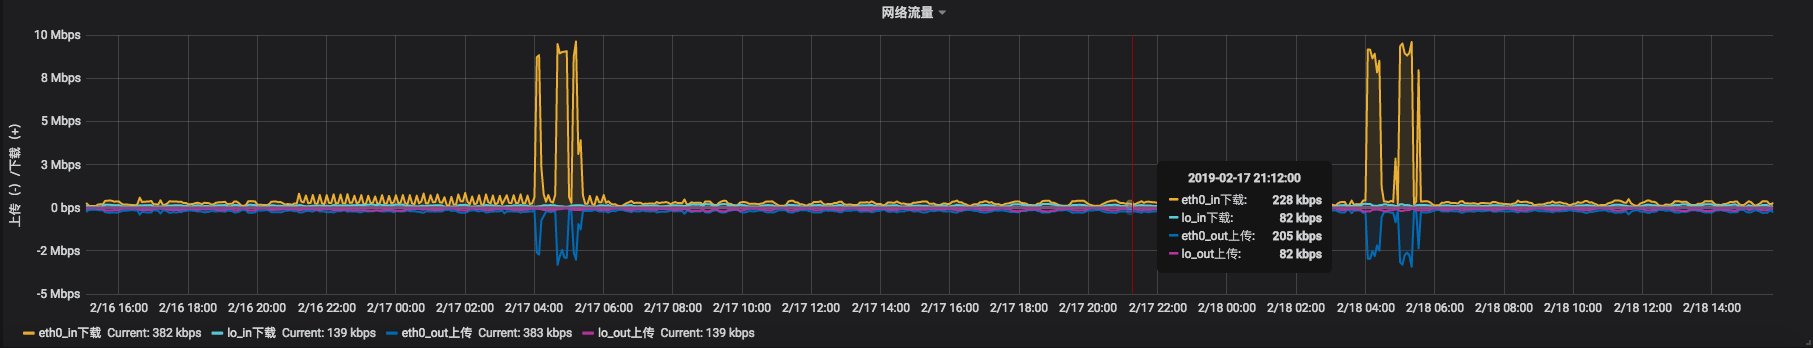 网络流量
10 Mbps
8 Mbps
5 Mbps
3 Mbps
0 bps
-2 Mbps
-5 Mbps
上传 (-) /下载 (+)
2019-02-17 21:12:00
eth0_in下载: 228 kbps
lo_in下载: 82 kbps
eth0_out上传: 205 kbps
lo_out上传: 82 kbps
2/16 16:00 2/16 18:00 2/16 20:00 2/16 22:00 2/17 00:00 2/17 02:00 2/17 04:00 2/17 06:00 2/17 08:00 2/17 10:00 2/17 12:00 2/17 14:00 2/17 16:00 2/17 18:00 2/17 20:00 2/17 22:00 2/18 00:00 2/18 02:00 2/18 04:00 2/18 06:00 2/18 08:00 2/18 10:00 2/18 12:00 2/18 14:00
eth0_in下载 Current: 382 kbps lo_in下载 Current: 139 kbps eth0_out上传 Current: 383 kbps lo_out上传 Current: 139 kbps